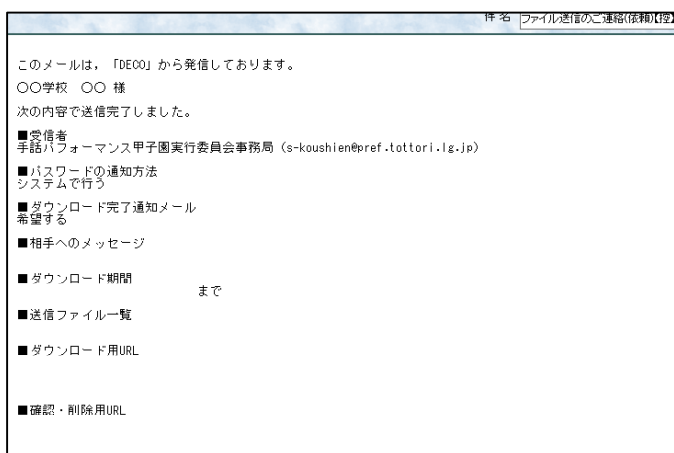 件名 ファイル送信のご連絡(依頼)【控】
このメールは，「DECO」から発信しております。
○○学校　○○ 様
次の内容で送信完了しました。
■受信者
手話パフォーマンス甲子園実行委員会事務局 (s-koushien@pref.tottori.lg.jp)
■パスワードの通知方法
システムで行う
■ダウンロード完了通知メール
希望する
■相手へのメッセージ
■ダウンロード期間
まで
■送信ファイル一覧
■ダウンロード用URL
■確認・削除用URL